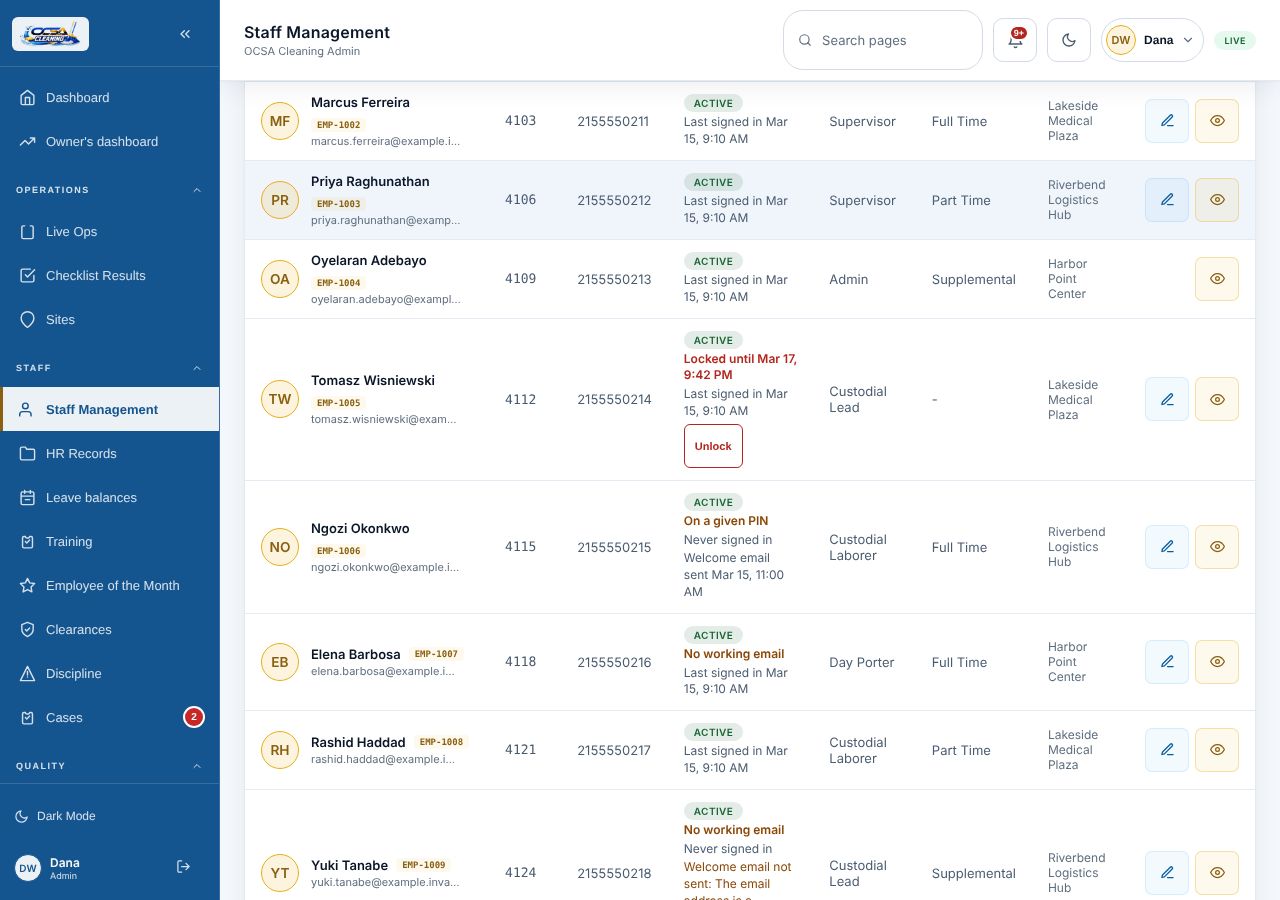 OCSA
CLEANING
Staff Management
OCSA Cleaning Admin
Search pages
9+
DW
Dana
LIVE
Dashboard
Owner's dashboard
OPERATIONS
Live Ops
Checklist Results
Sites
STAFF
Staff Management
HR Records
Leave balances
Training
Employee of the Month
Clearances
Discipline
Cases
2
QUALITY
Dark Mode
DW
Dana
Admin
MF
Marcus Ferreira
EMP-1002
marcus.ferreira@example.i...
4103
2155550211
ACTIVE
Last signed in Mar
15, 9:10 AM
Supervisor
Full Time
Lakeside
Medical
Plaza
PR
Priya Raghunathan
EMP-1003
priya.raghunathan@examp...
4106
2155550212
ACTIVE
Last signed in Mar
15, 9:10 AM
Supervisor
Part Time
Riverbend
Logistics
Hub
OA
Oyelaran Adebayo
EMP-1004
oyelaran.adebayo@exampl...
4109
2155550213
ACTIVE
Last signed in Mar
15, 9:10 AM
Admin
Supplemental
Harbor
Point
Center
TW
Tomasz Wisniewski
EMP-1005
tomasz.wisniewski@exam...
4112
2155550214
ACTIVE
Locked until Mar 17,
9:42 PM
Last signed in Mar
15, 9:10 AM
Unlock
Custodial
Lead
-
Lakeside
Medical
Plaza
NO
Ngozi Okonkwo
EMP-1006
ngozi.okonkwo@example.i...
4115
2155550215
ACTIVE
On a given PIN
Never signed in
Welcome email
sent Mar 15, 11:00
AM
Custodial
Laborer
Full Time
Riverbend
Logistics
Hub
EB
Elena Barbosa EMP-1007
elena.barbosa@example.i...
4118
2155550216
ACTIVE
No working email
Last signed in Mar
15, 9:10 AM
Day Porter
Full Time
Harbor
Point
Center
RH
Rashid Haddad EMP-1008
rashid.haddad@example.i...
4121
2155550217
ACTIVE
Last signed in Mar
15, 9:10 AM
Custodial
Laborer
Part Time
Lakeside
Medical
Plaza
YT
Yuki Tanabe EMP-1009
yuki.tanabe@example.inva...
4124
2155550218
ACTIVE
No working email
Never signed in
Welcome email not
sent: The email
address is a
Custodial
Lead
Supplemental
Riverbend
Logistics
Hub